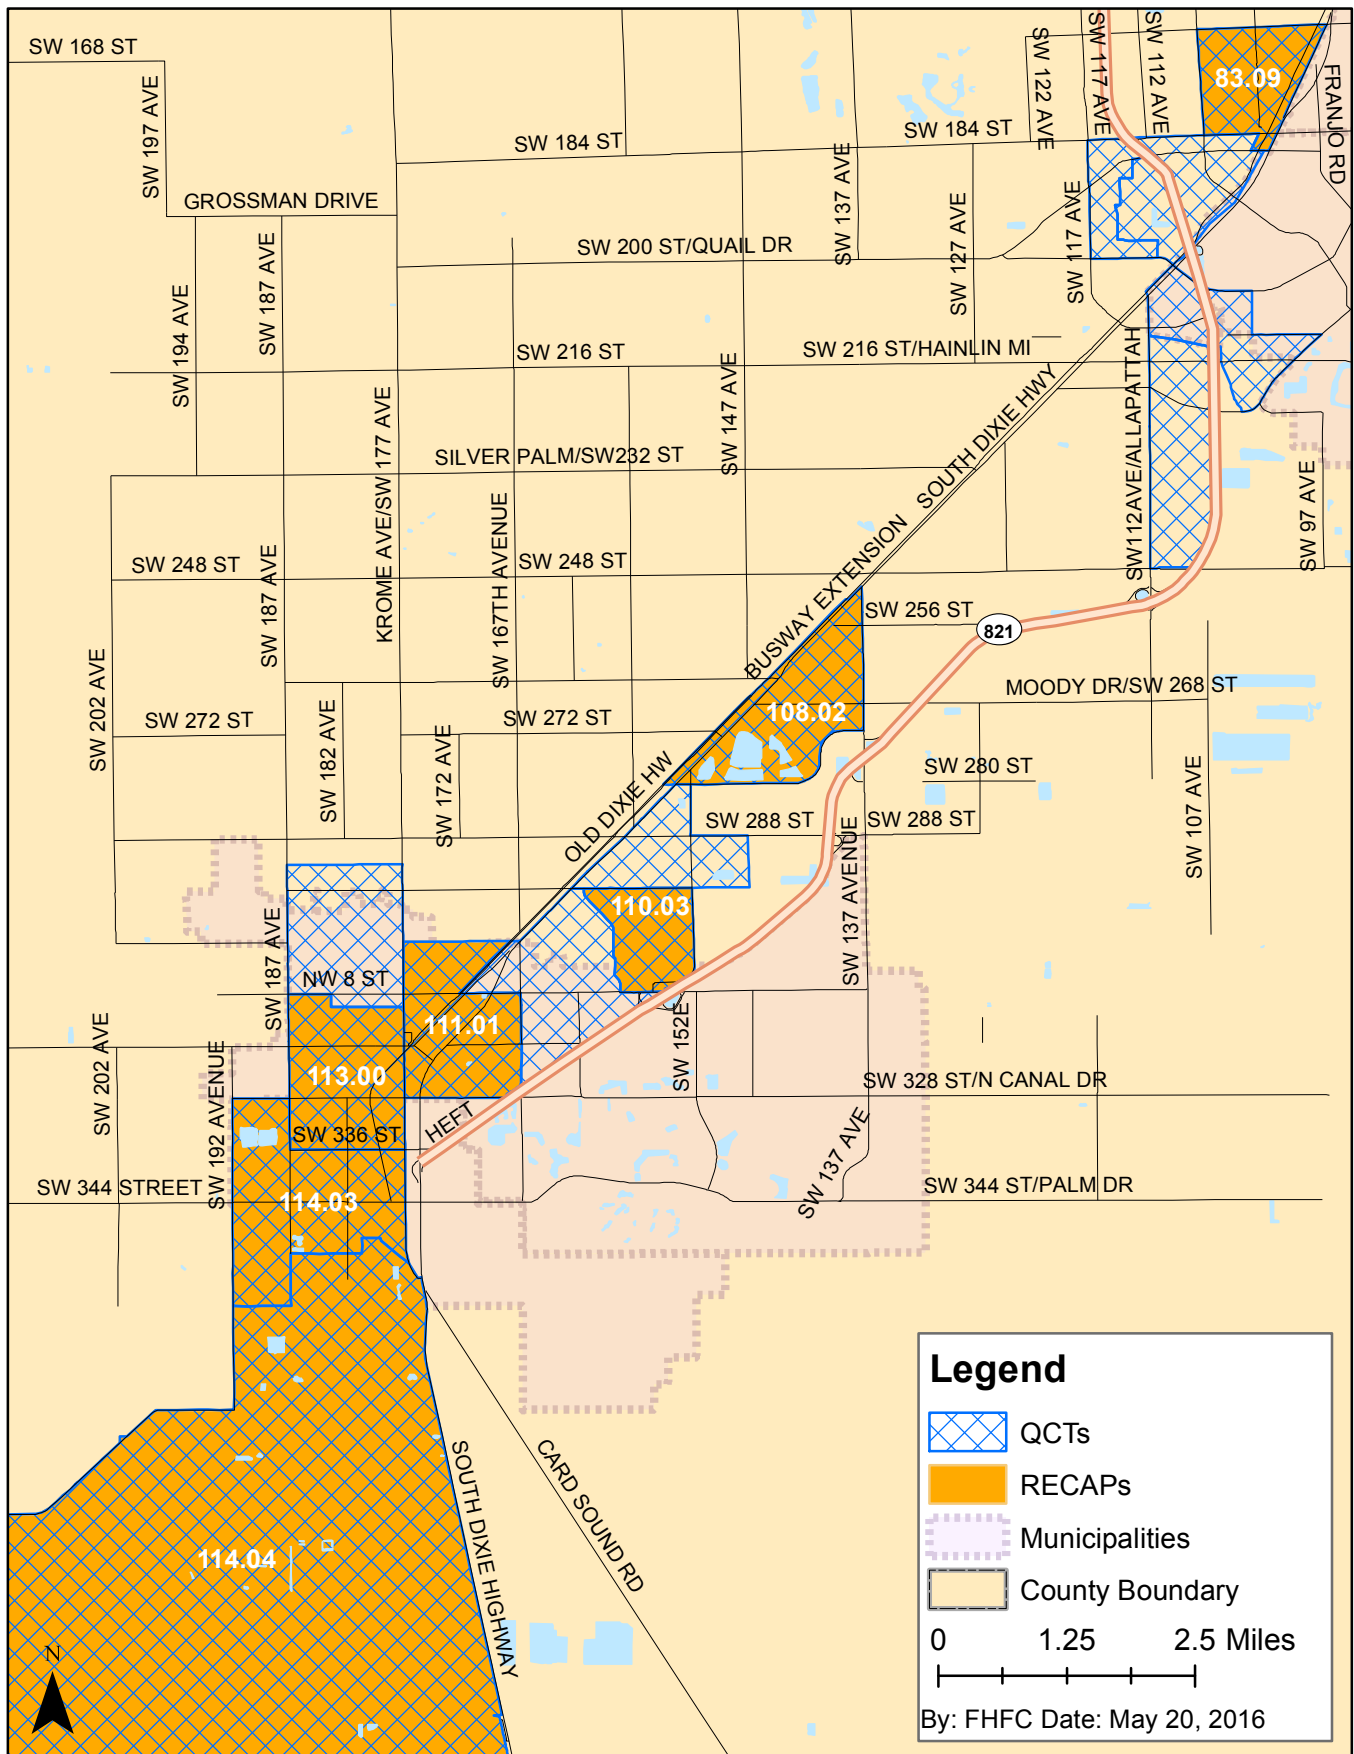 SW 168 ST
SW 197 AVE
SW 122 AVE
SW 117 AVE
SW 112 AVE
83.09
FRANJO RD
SW 184 ST
SW 184 ST
SW 137 AVE
GROSSMAN DRIVE
SW 187 AVE
SW 200 ST/QUAIL DR
SW 127 AVE
SW 117 AVE
SW 194 AVE
SW 216 ST
SW 216 ST/HAINLIN MI
SW 147 AVE
KROME AVE/SW 177 AVE
SW112AVE/ALLAPATTAH
SOUTH DIXIE HWY
SILVER PALM/SW232 ST
SW 97 AVE
SW 167TH AVENUE
BUSWAY EXTENSION
SW 248 ST
SW 187 AVE
SW 248 ST
SW 256 ST
821
SW 202 AVE
MOODY DR/SW 268 ST
SW 272 ST
SW 182 AVE
SW 172 AVE
SW 272 ST
108.02
OLD DIXIE HW
SW 280 ST
SW 107 AVE
SW 288 ST
SW 288 ST
SW 137 AVENUE
110.03
SW 187 AVE
NW 8 ST
111.01
SW 152E
SW 202 AVE
SW 192 AVENUE
113.00
SW 328 ST/N CANAL DR
HEFT
SW 336 ST
SW 137 AVE
SW 344 STREET
114.03
SW 344 ST/PALM DR
SOUTH DIXIE HIGHWAY
CARD SOUND RD
114.04
N
Legend
QCTs
RECAPs
Municipalities
County Boundary
0 1.25 2.5 Miles
By: FHFC Date: May 20, 2016